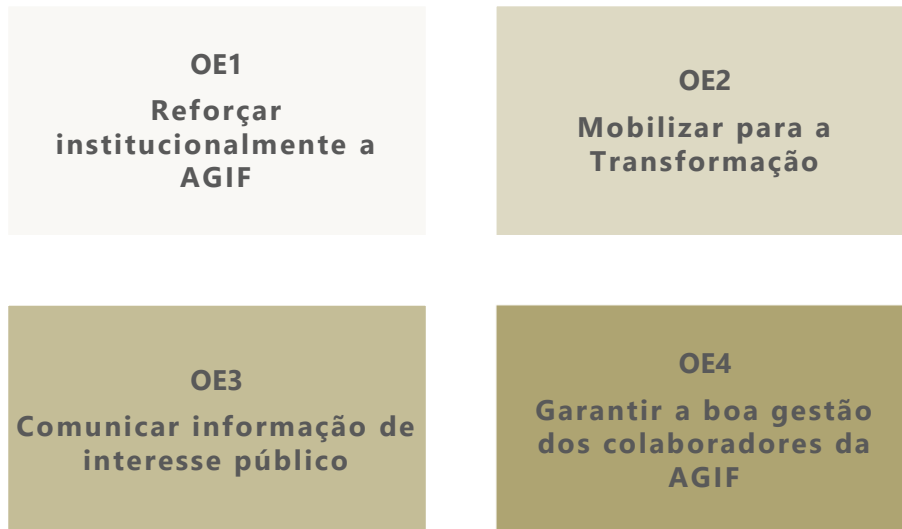 OE1
Reforçar
institucionalmente a
AGIF
OE2
Mobilizar para a
Transformação
OE3
Comunicar informação de
interesse público
OE4
Garantir a boa gestão
dos colaboradores da
AGIF